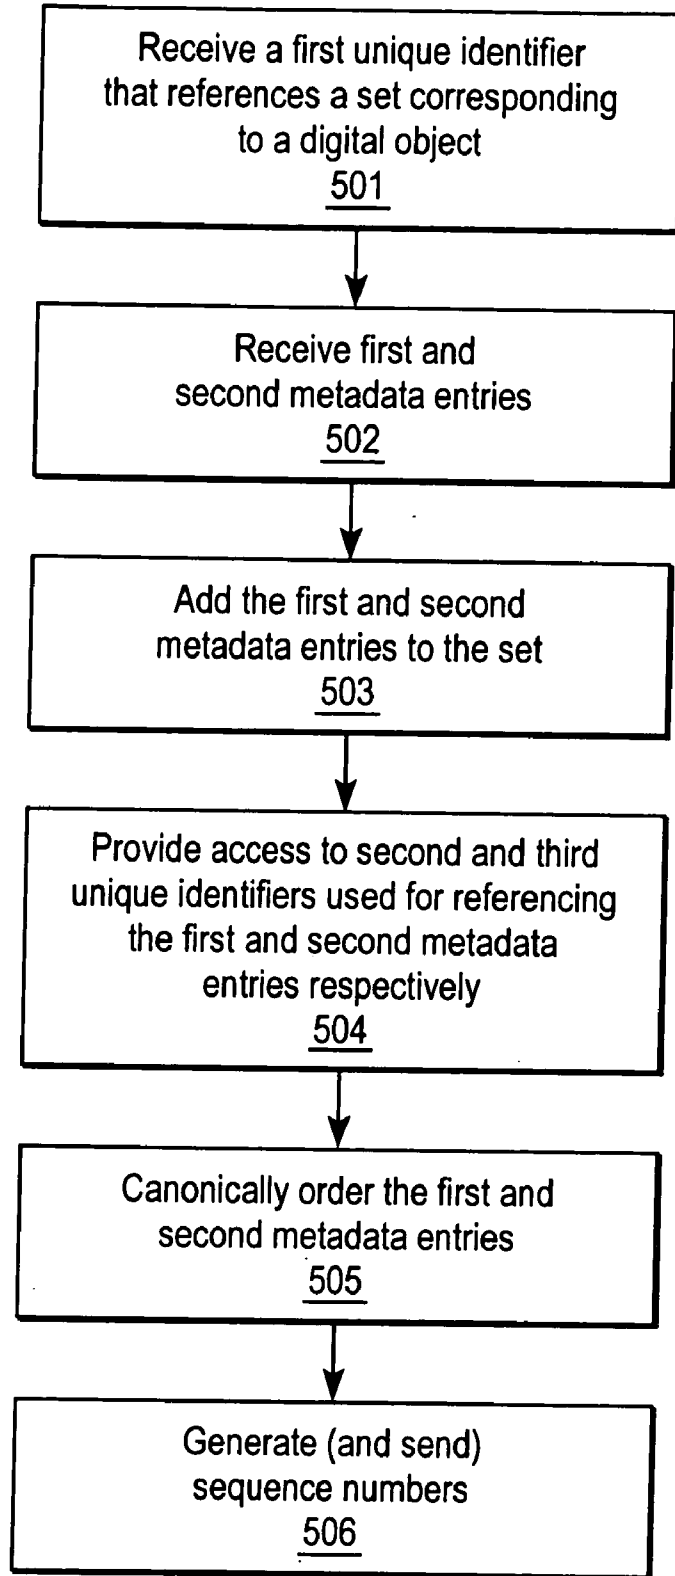 Receive a first unique identifier
that references a set corresponding
to a digital object
501
Receive first and
second metadata entries
502
Add the first and second
metadata entries to the set
503
Provide access to second and third
unique identifiers used for referencing
the first and second metadata
entries respectively
504
Canonically order the first and
second metadata entries
505
Generate (and send)
sequence numbers
506